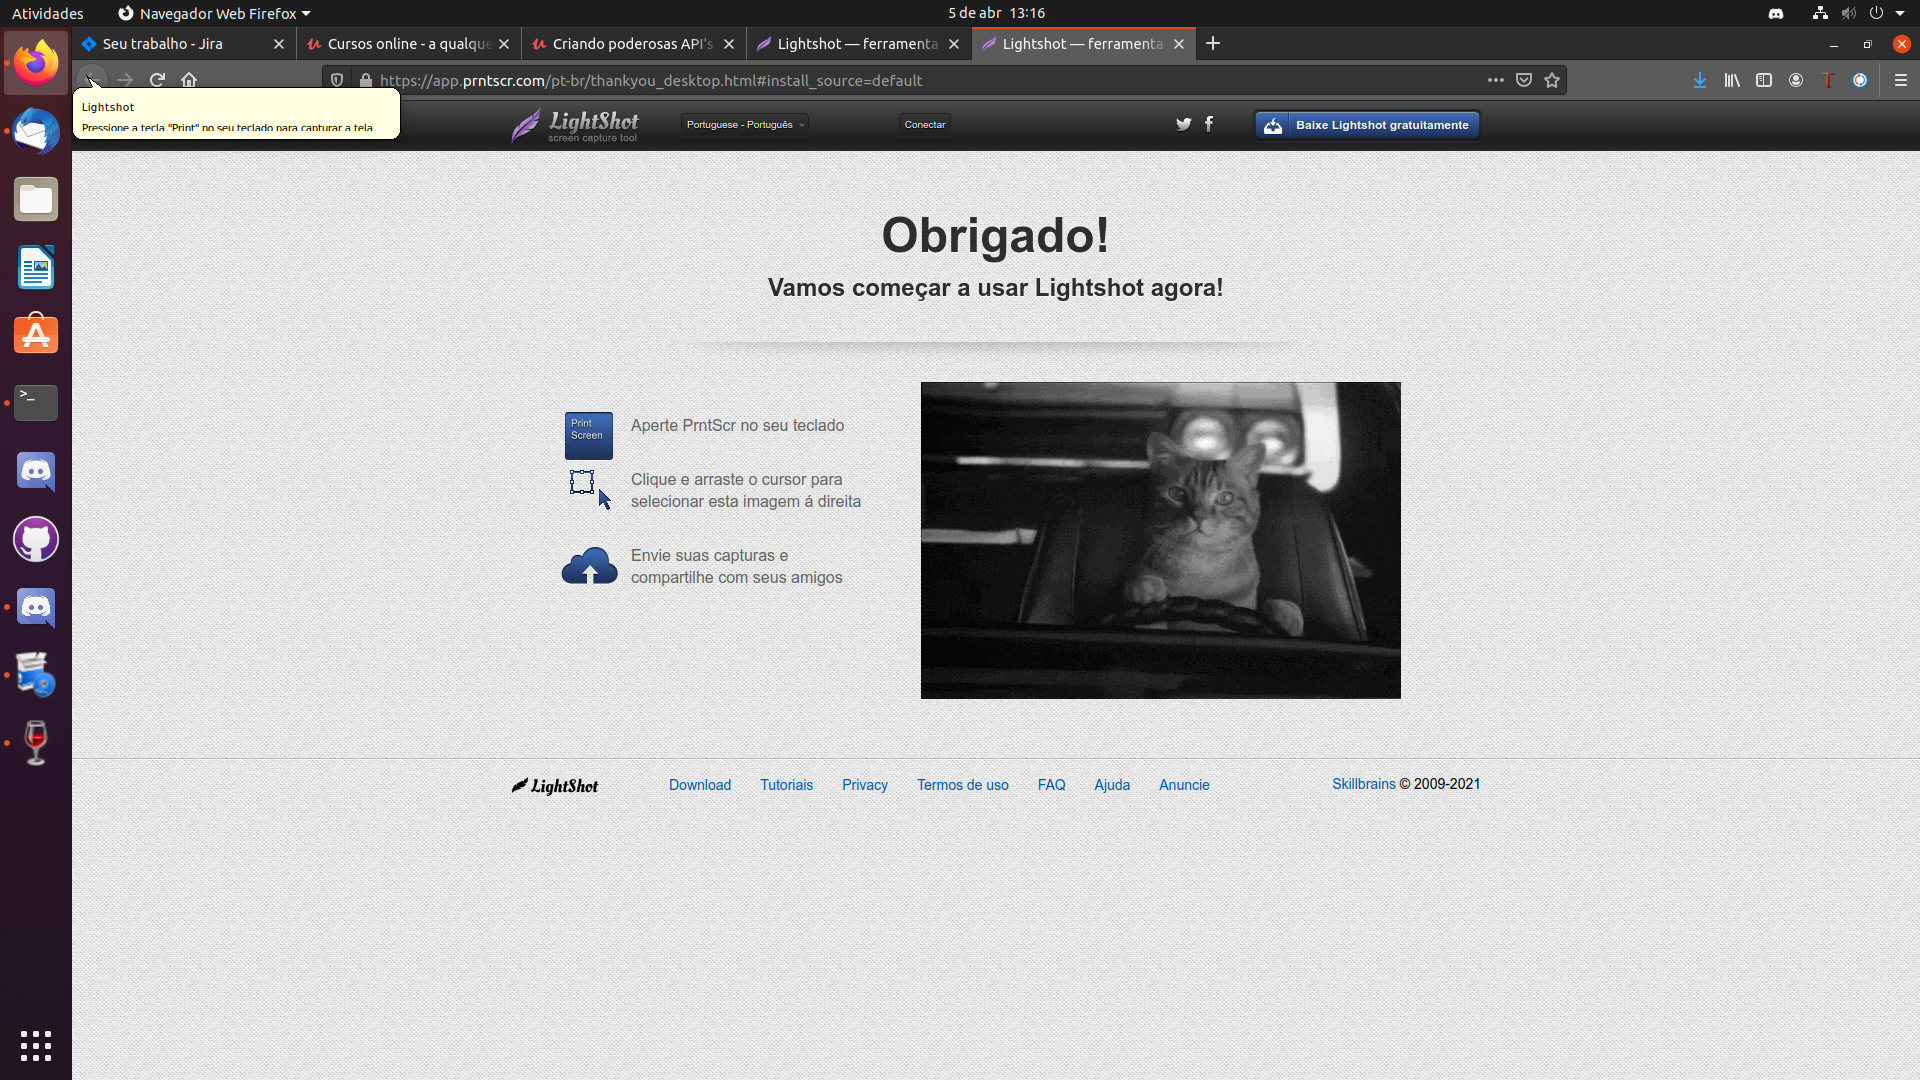 Atividades
Navegador Web Firefox
5 de abr 13:16
Seu trabalho - Jira
Cursos online - a qualque
Criando poderosas API's
Lightshot — ferramenta
Lightshot — ferramenta
https://app.prntscr.com/pt-br/thankyou_desktop.html#install_source=default
Lightshot
Pressione a tecla "Print" no seu teclado para capturar a tela
LightShot
screen capture tool
Portuguese - Português
Conectar
Baixe Lightshot gratuitamente
Obrigado!
Vamos começar a usar Lightshot agora!
Print
Screen
Aperte PrntScr no seu teclado
Clique e arraste o cursor para
selecionar esta imagem á direita
Envie suas capturas e
compartilhe com seus amigos
LightShot
Download
Tutoriais
Privacy
Termos de uso
FAQ
Ajuda
Anuncie
Skillbrains © 2009-2021